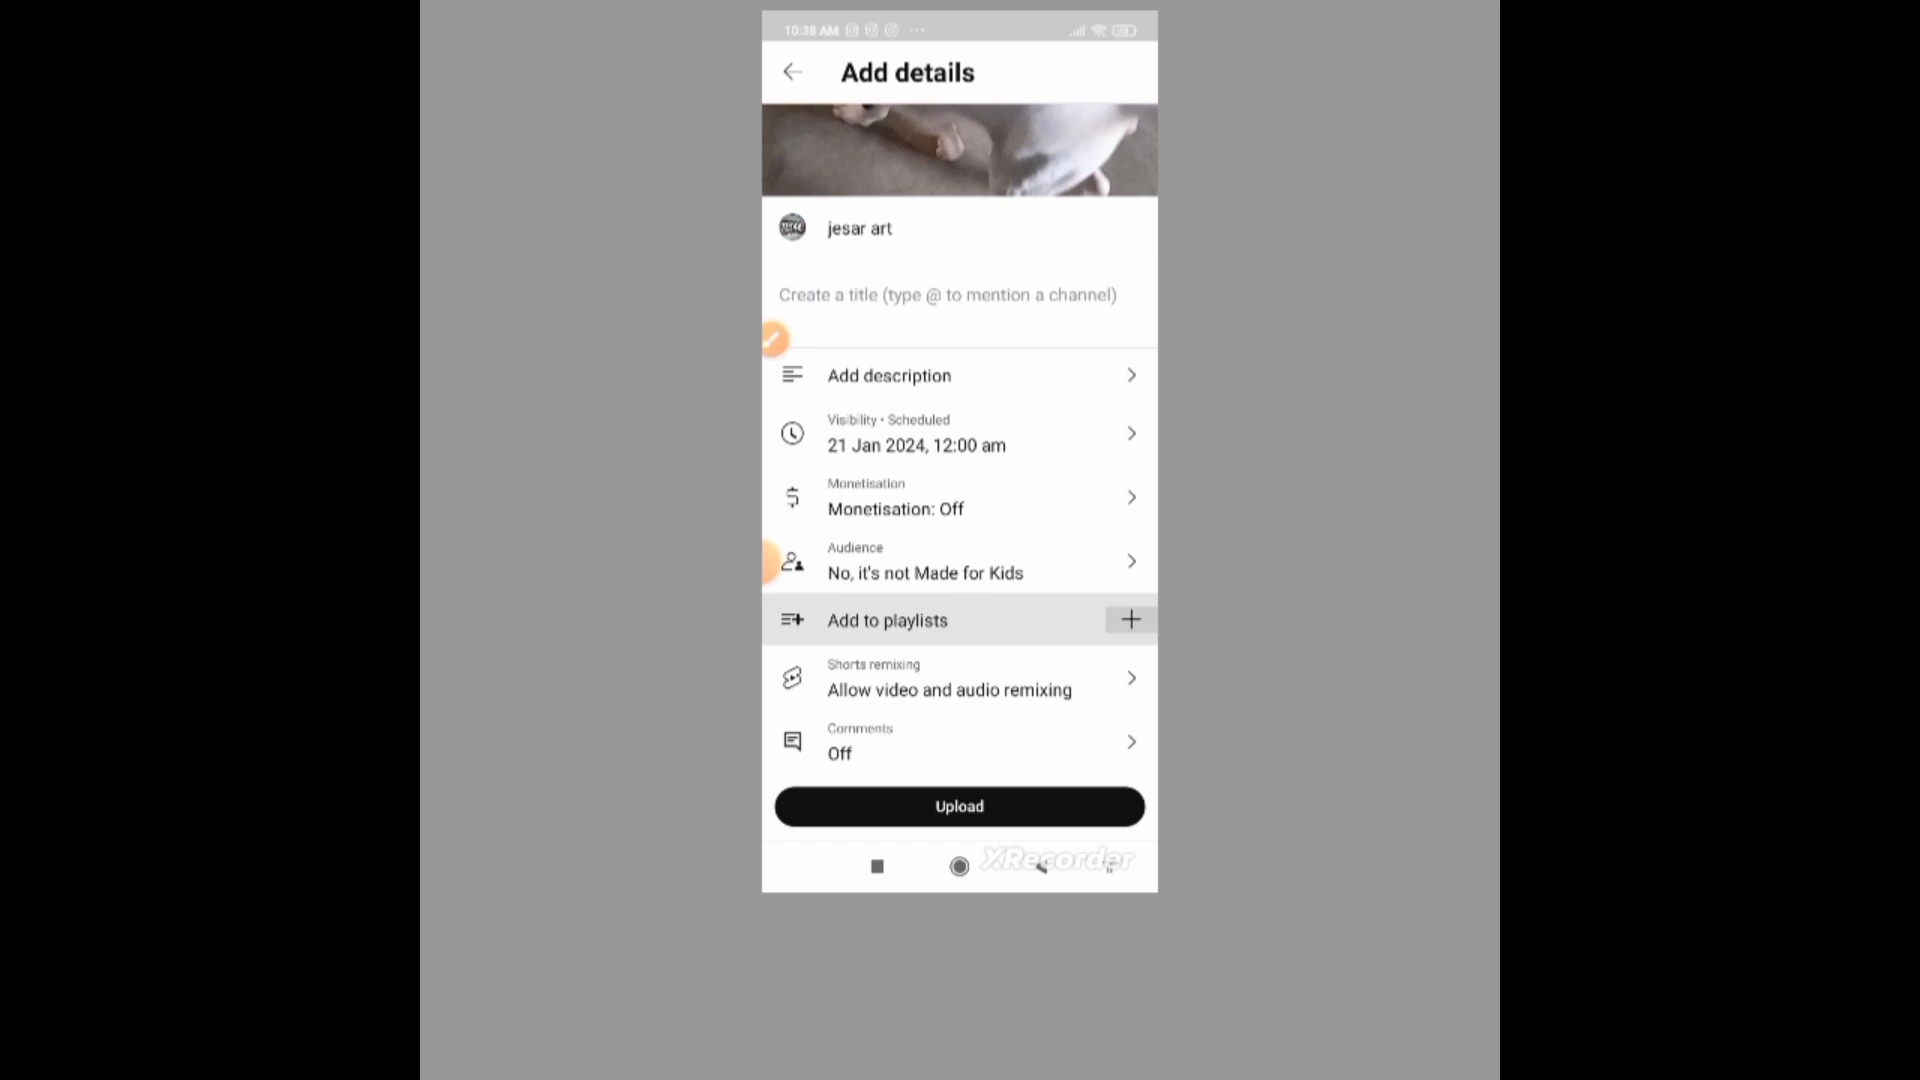 10:38 AM
Add details
jesar art
Create a title (type @ to mention a channel)
Add description
Visibility • Scheduled
21 Jan 2024, 12:00 am
Monetisation
Monetisation: Off
Audience
No, it's not Made for Kids
Add to playlists
Shorts remixing
Allow video and audio remixing
Comments
Off
Upload
XRecorder